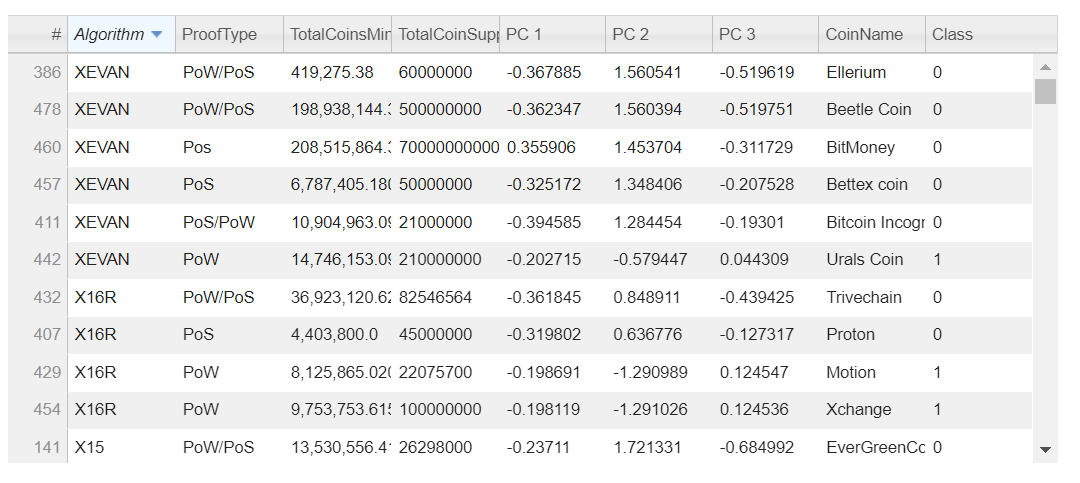 # Algorithm ProofType TotalCoinsMin TotalCoinSupp PC 1 PC 2 PC 3 CoinName Class
386 XEVAN PoW/PoS 419,275.38 60000000 -0.367885 1.560541 -0.519619 Ellerium 0
478 XEVAN PoW/PoS 198,938,144. 500000000 -0.362347 1.560394 -0.519751 Beetle Coin 0
460 XEVAN Pos 208,515,864. 70000000000 0.355906 1.453704 -0.311729 BitMoney 0
457 XEVAN PoS 6,787,405.180 50000000 -0.325172 1.348406 -0.207528 Bettex coin 0
411 XEVAN PoS/PoW 10,904,963.09 21000000 -0.394585 1.284454 -0.19301 Bitcoin Incogr 0
442 XEVAN PoW 14,746,153.09 210000000 -0.202715 -0.579447 0.044309 Urals Coin 1
432 X16R PoW/PoS 36,923,120.62 82546564 -0.361845 0.848911 -0.439425 Trivechain 0
407 X16R PoS 4,403,800.0 45000000 -0.319802 0.636776 -0.127317 Proton 0
429 X16R PoW 8,125,865.020 22075700 -0.198691 -1.290989 0.124547 Motion 1
454 X16R PoW 9,753,753.615 100000000 -0.198119 -1.291026 0.124536 Xchange 1
141 X15 PoW/PoS 13,530,556.4 26298000 -0.23711 1.721331 -0.684992 EverGreenCo 0